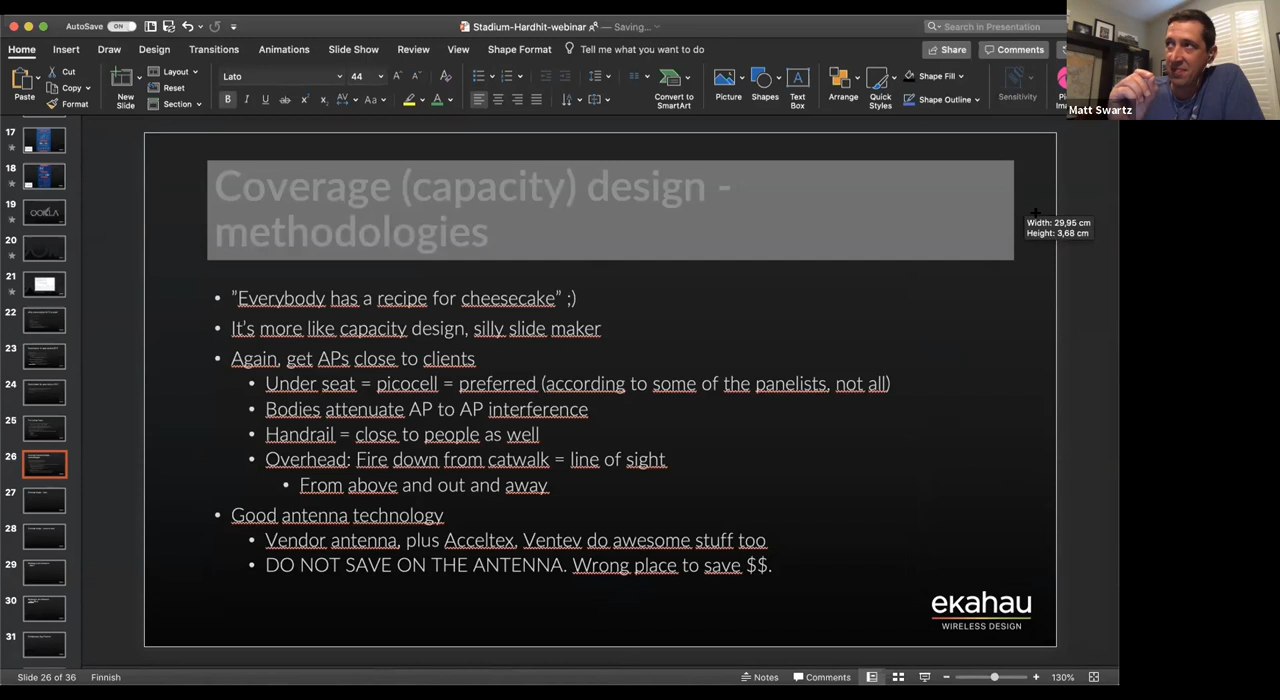 AutoSave ON
Stadium-Hardhit-webinar — Saving...
Search in Presentation
Home Insert Draw Design Transitions Animations Slide Show Review View Shape Format Tell me what you want to do
Share Comments
Paste
Cut
Copy
Format
New Slide
Layout
Reset
Section
Lato 44
Convert to SmartArt
Picture
Shapes
Text Box
Arrange
Quick Styles
Shape Fill
Shape Outline
Sensitivity
Matt Swartz
17
18
19
OOKLA
20
21
22
23
24
25
26
27
28
29
30
31
Coverage (capacity) design -
methodologies
Width: 29,95 cm
Height: 3,68 cm
• ”Everybody has a recipe for cheesecake” ;)
• It’s more like capacity design, silly slide maker
• Again, get APs close to clients
• Under seat = picocell = preferred (according to some of the panelists, not all)
• Bodies attenuate AP to AP interference
• Handrail = close to people as well
• Overhead: Fire down from catwalk = line of sight
• From above and out and away
• Good antenna technology
• Vendor antenna, plus Acceltex, Ventev do awesome stuff too
• DO NOT SAVE ON THE ANTENNA. Wrong place to save $$.
ekahau
WIRELESS DESIGN
Slide 26 of 36 Finnish
Notes Comments 130%